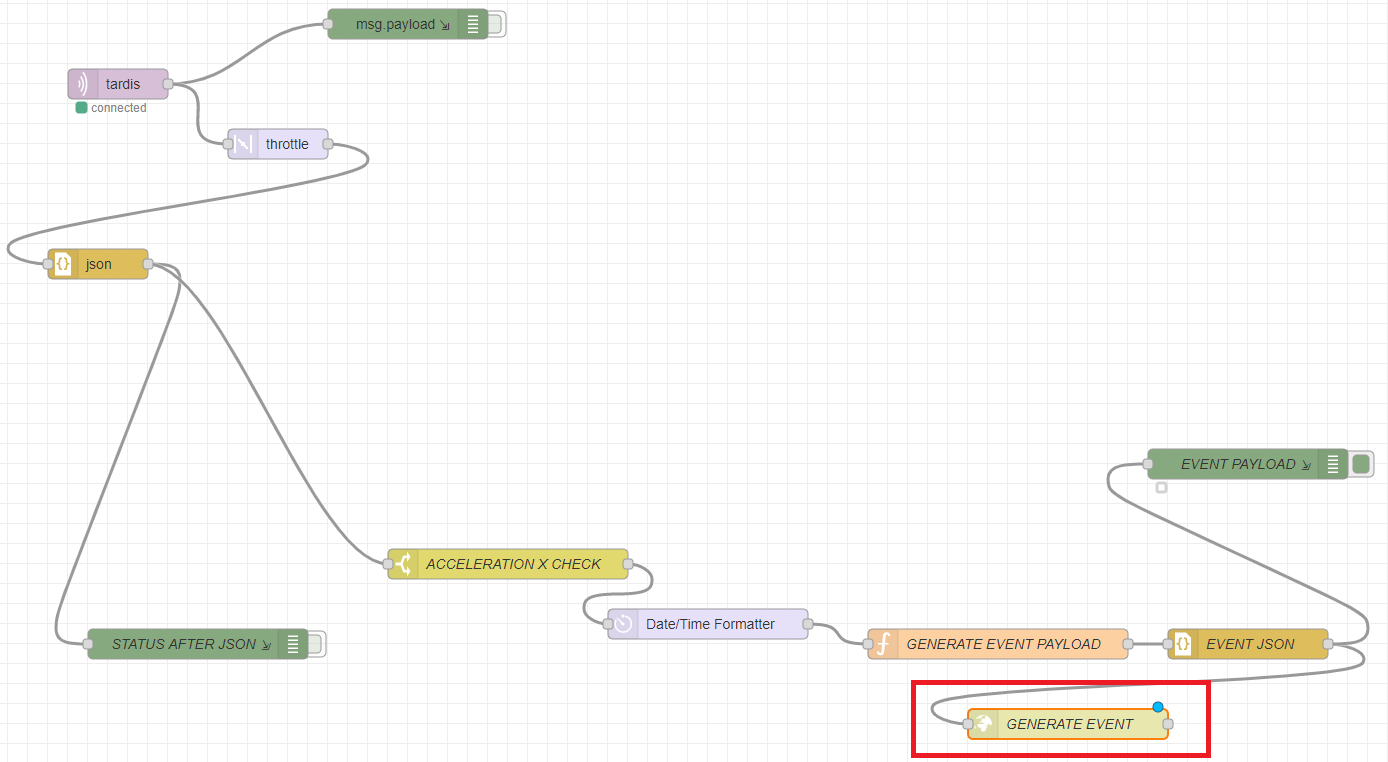 msg.payload
tardis
connected
throttle
json
EVENT PAYLOAD
ACCELERATION X CHECK
Date/Time Formatter
STATUS AFTER JSON
GENERATE EVENT PAYLOAD
EVENT JSON
GENERATE EVENT